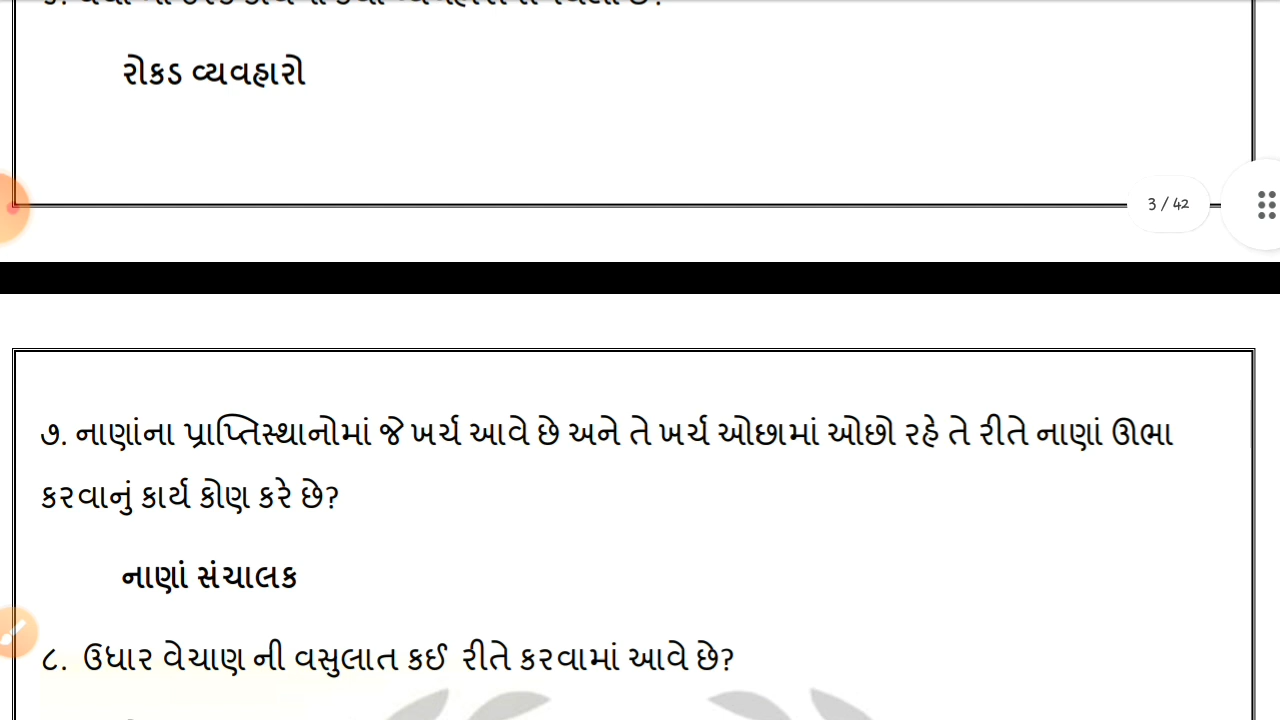 રોકડ વ્યવહારો
3 / 42
૭. નાણાંના પ્રાપ્તિસ્થાનોમાં જે ખર્ચ આવે છે અને તે ખર્ચ ઓછામાં ઓછો રહે તે રીતે નાણાં ઊભા
કરવાનું કાર્ય કોણ કરે છે?
નાણાં સંચાલક
૮. ઉધાર વેચાણ ની વસુલાત કઈ રીતે કરવામાં આવે છે?